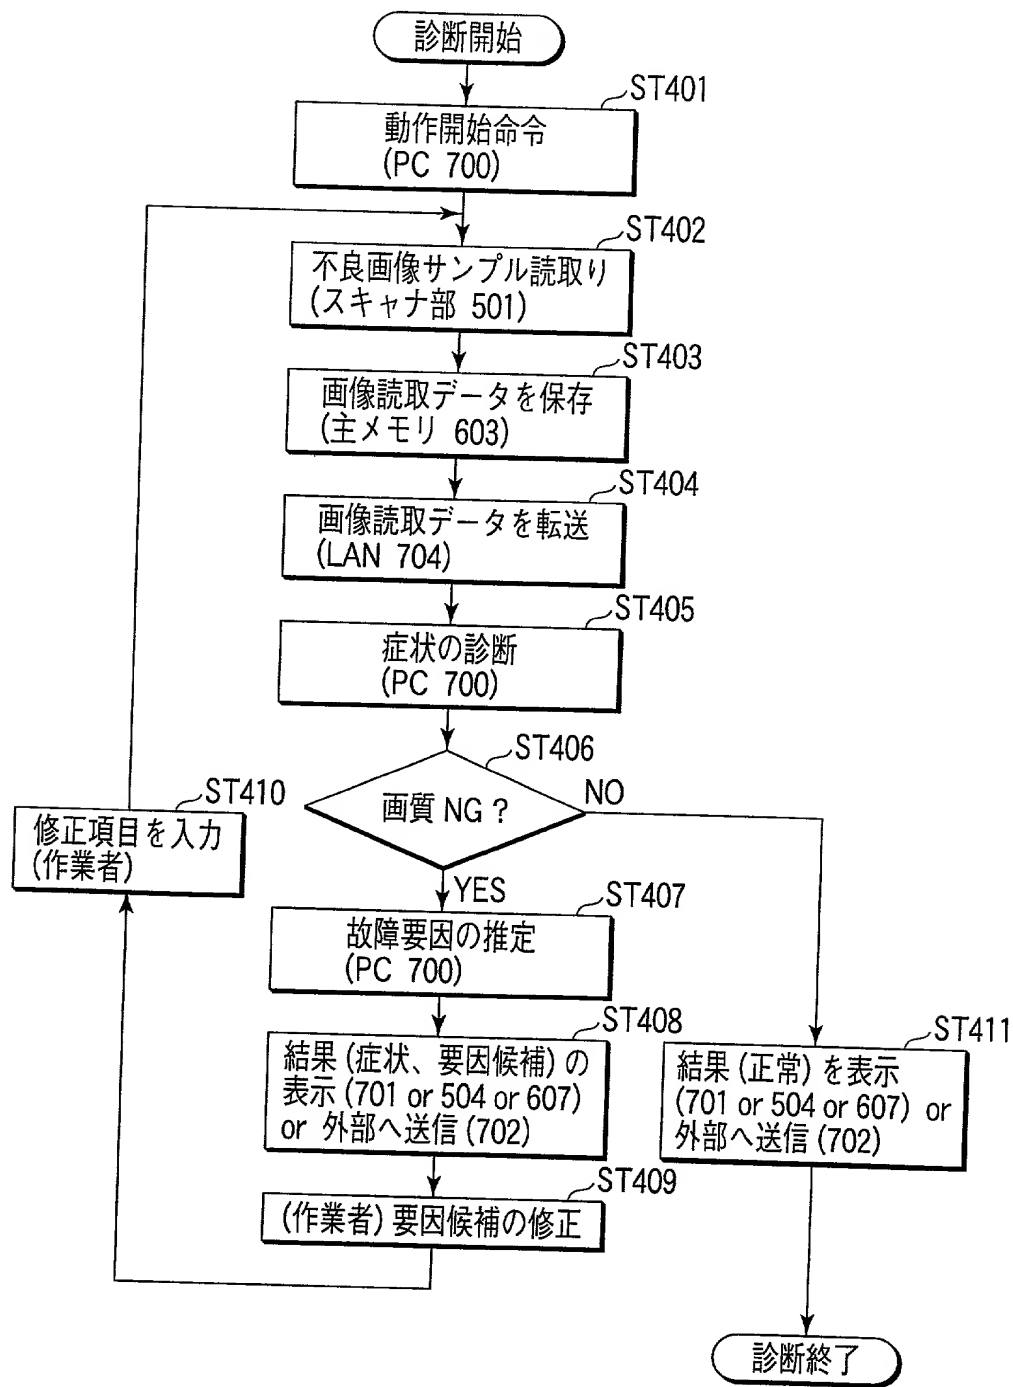 診断開始
ST401
動作開始命令
(PC 700)
ST402
不良画像サンプル読取り
(スキャナ部 501)
ST403
画像読取データを保存
(主メモリ 603)
ST404
画像読取データを転送
(LAN 704)
ST405
症状の診断
(PC 700)
ST406
画質 NG ?
NO
YES
ST410
修正項目を入力
(作業者)
ST407
故障要因の推定
(PC 700)
ST408
結果 (症状、要因候補) の
表示 (701 or 504 or 607)
or 外部へ送信 (702)
ST411
結果 (正常) を表示
(701 or 504 or 607) or
外部へ送信 (702)
ST409
(作業者) 要因候補の修正
診断終了